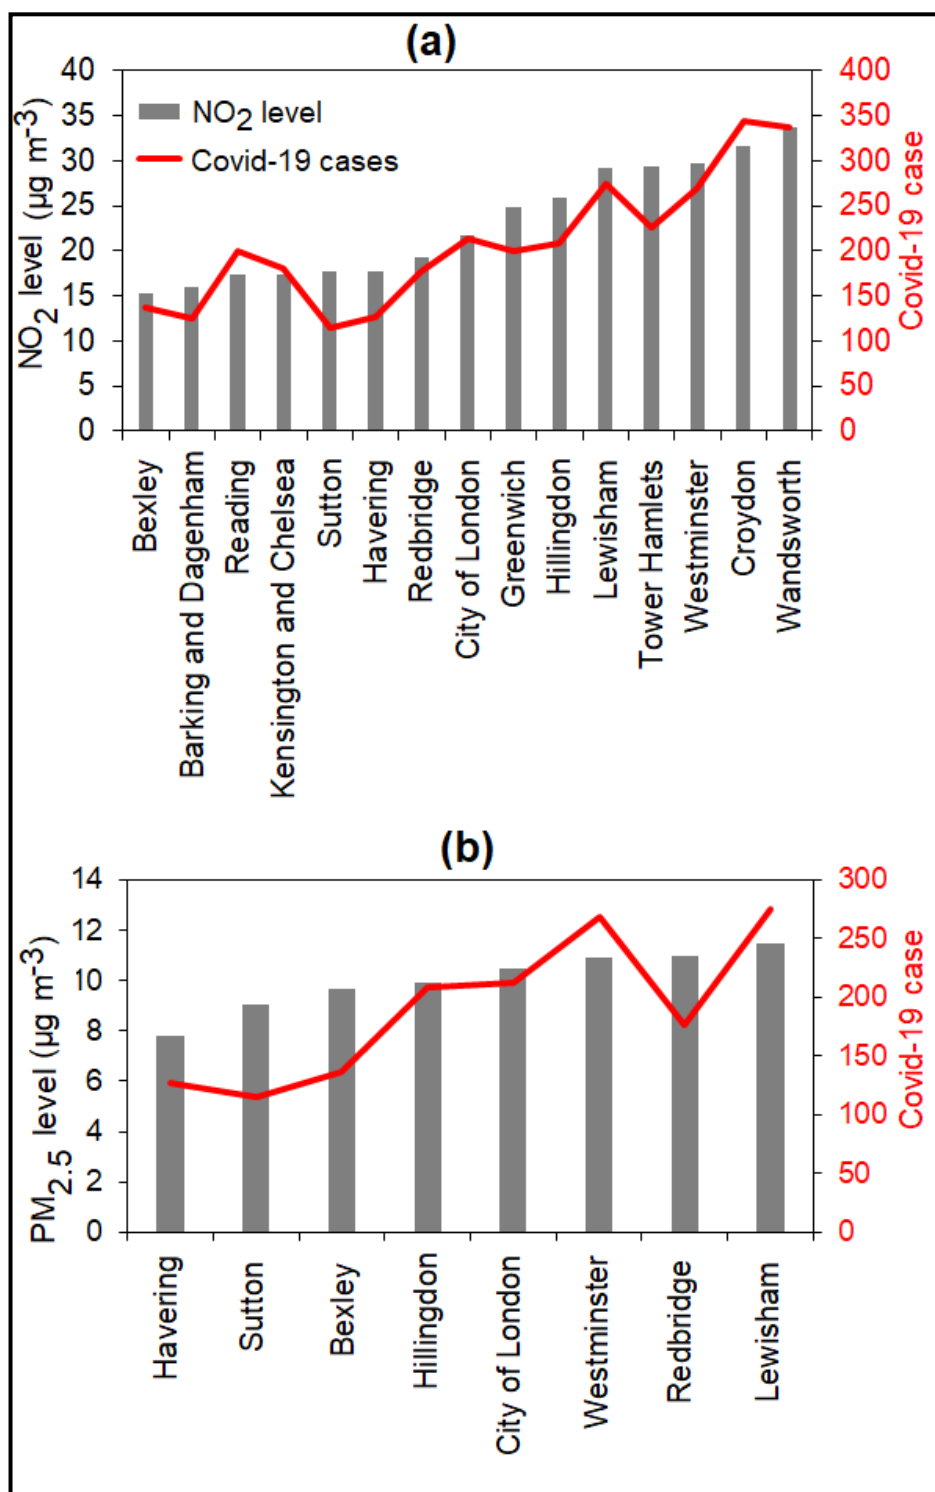 (a)
NO2 level (µg m-3)
40
35
30
25
20
15
10
5
0
NO2 level
Covid-19 cases
400
350
300
250
200
150
100
50
0
Covid-19 case
Bexley
Barking and Dagenham
Reading
Kensington and Chelsea
Sutton
Havering
Redbridge
City of London
Greenwich
Hillingdon
Lewisham
Tower Hamlets
Westminster
Croydon
Wandsworth
(b)
PM2.5 level (µg m-3)
14
12
10
8
6
4
2
0
300
250
200
150
100
50
0
Covid-19 case
Havering
Sutton
Bexley
Hillingdon
City of London
Westminster
Redbridge
Lewisham